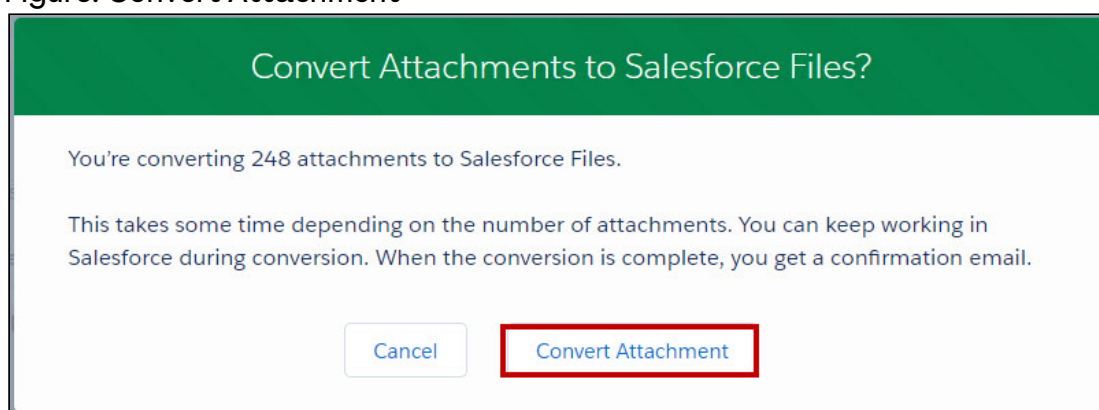 Figure: Convert Attachment
Convert Attachments to Salesforce Files?
You're converting 248 attachments to Salesforce Files.
This takes some time depending on the number of attachments. You can keep working in
Salesforce during conversion. When the conversion is complete, you get a confirmation email.
Cancel Convert Attachment